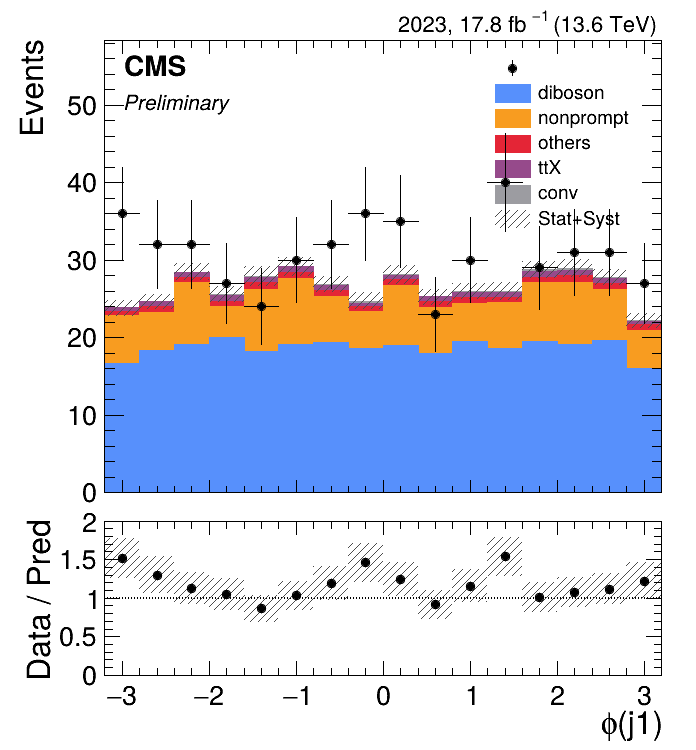 2023, 17.8 fb⁻¹ (13.6 TeV)
CMS
Preliminary
diboson
nonprompt
others
ttX
conv
Stat+Syst
Events
50
40
30
20
10
0
Data / Pred
2
1.5
1
0.5
0
−3 −2 −1 0 1 2 3
ϕ(j1)